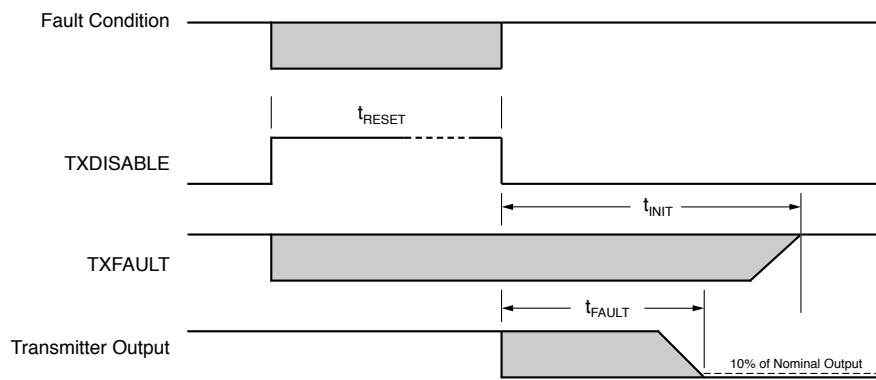 Fault Condition
tRESET
TXDISABLE
tINIT
TXFAULT
tFAULT
Transmitter Output
10% of Nominal Output